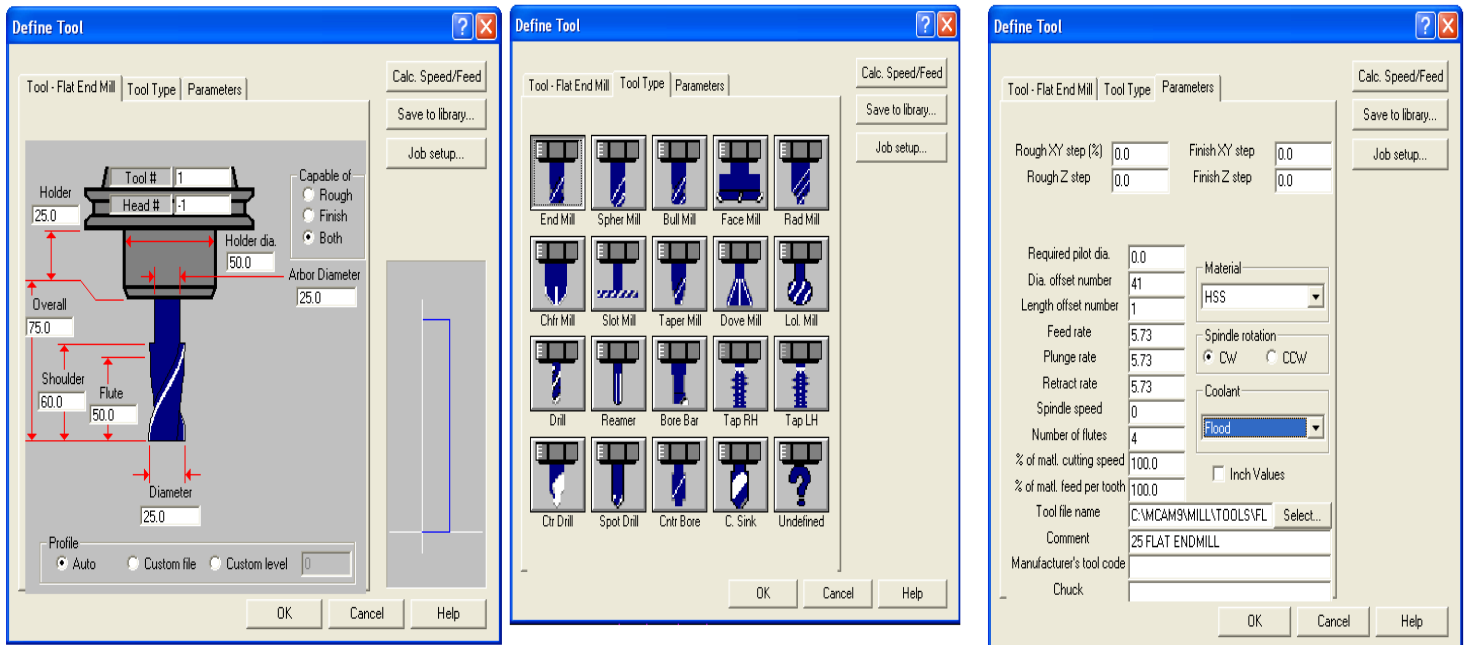 Define Tool
Tool - Flat End Mill Tool Type Parameters
Calc. Speed/Feed
Save to library...
Job setup...
Tool # 1
Head # -1
Holder
25.0
Capable of
Rough
Finish
Both
Holder dia.
50.0
Arbor Diameter
25.0
Overall
75.0
Shoulder
60.0
Flute
50.0
Diameter
25.0
Profile
Auto Custom file Custom level 0
OK Cancel Help
Define Tool
Tool - Flat End Mill Tool Type Parameters
Calc. Speed/Feed
Save to library...
Job setup...
End Mill Spher Mill Bull Mill Face Mill Rad Mill
Chfr Mill Slot Mill Taper Mill Dove Mill Lol. Mill
Drill Reamer Bore Bar Tap RH Tap LH
Ctr Drill Spot Drill Cntr Bore C. Sink Undefined
OK Cancel Help
Define Tool
Tool - Flat End Mill Tool Type Parameters
Calc. Speed/Feed
Save to library...
Job setup...
Rough XY step (%) 0.0 Finish XY step 0.0
Rough Z step 0.0 Finish Z step 0.0
Required pilot dia. 0.0
Dia. offset number 41
Length offset number 1
Feed rate 5.73
Plunge rate 5.73
Retract rate 5.73
Spindle speed 0
Number of flutes 4
% of matl. cutting speed 100.0
% of matl. feed per tooth 100.0
Material
HSS
Spindle rotation
CW CCW
Coolant
Flood
Inch Values
Tool file name C:\MCAM9\MILL\TOOLS\FL Select...
Comment 25 FLAT ENDMILL
Manufacturer's tool code
Chuck
OK Cancel Help